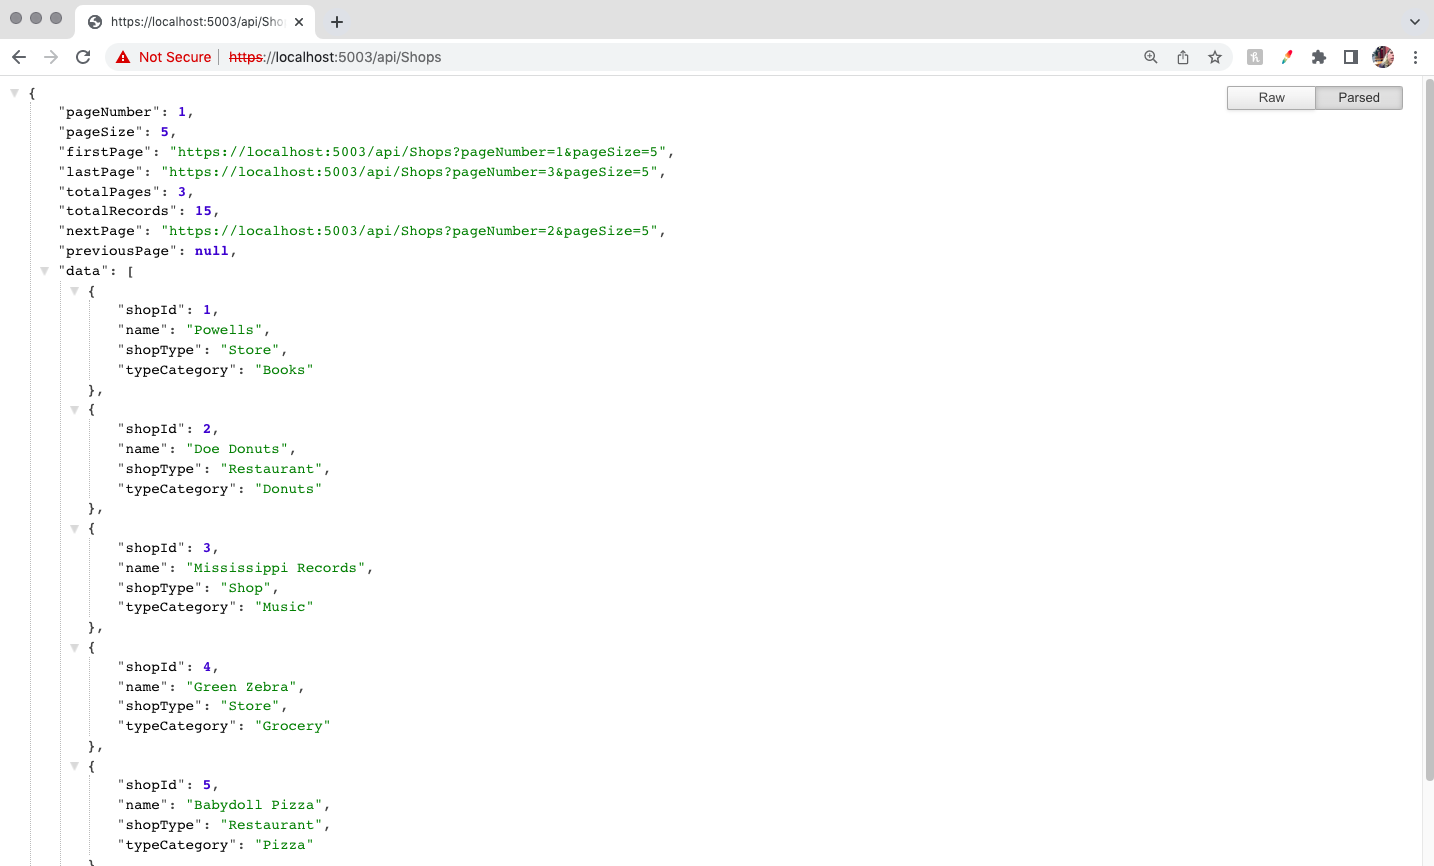 https://localhost:5003/api/Sho
Not Secure https://localhost:5003/api/Shops
Raw Parsed
{
"pageNumber": 1,
"pageSize": 5,
"firstPage": "https://localhost:5003/api/Shops?pageNumber=1&pageSize=5",
"lastPage": "https://localhost:5003/api/Shops?pageNumber=3&pageSize=5",
"totalPages": 3,
"totalRecords": 15,
"nextPage": "https://localhost:5003/api/Shops?pageNumber=2&pageSize=5",
"previousPage": null,
"data": [
{
"shopId": 1,
"name": "Powells",
"shopType": "Store",
"typeCategory": "Books"
},
{
"shopId": 2,
"name": "Doe Donuts",
"shopType": "Restaurant",
"typeCategory": "Donuts"
},
{
"shopId": 3,
"name": "Mississippi Records",
"shopType": "Shop",
"typeCategory": "Music"
},
{
"shopId": 4,
"name": "Green Zebra",
"shopType": "Store",
"typeCategory": "Grocery"
},
{
"shopId": 5,
"name": "Babydoll Pizza",
"shopType": "Restaurant",
"typeCategory": "Pizza"
}